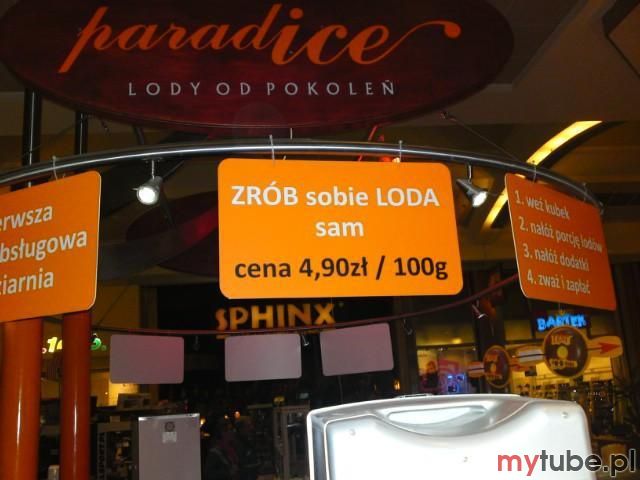 paradice
LODY OD POKOLEŃ
erwsza
bsługowa
iarnia
ZRÓB sobie LODA
sam
cena 4,90zł / 100g
1. weź kubek
2. nałóż porcję lodów
3. nałóż dodatki
4. zważ i zapłać
SPHINX
BARTEK
mytube.pl